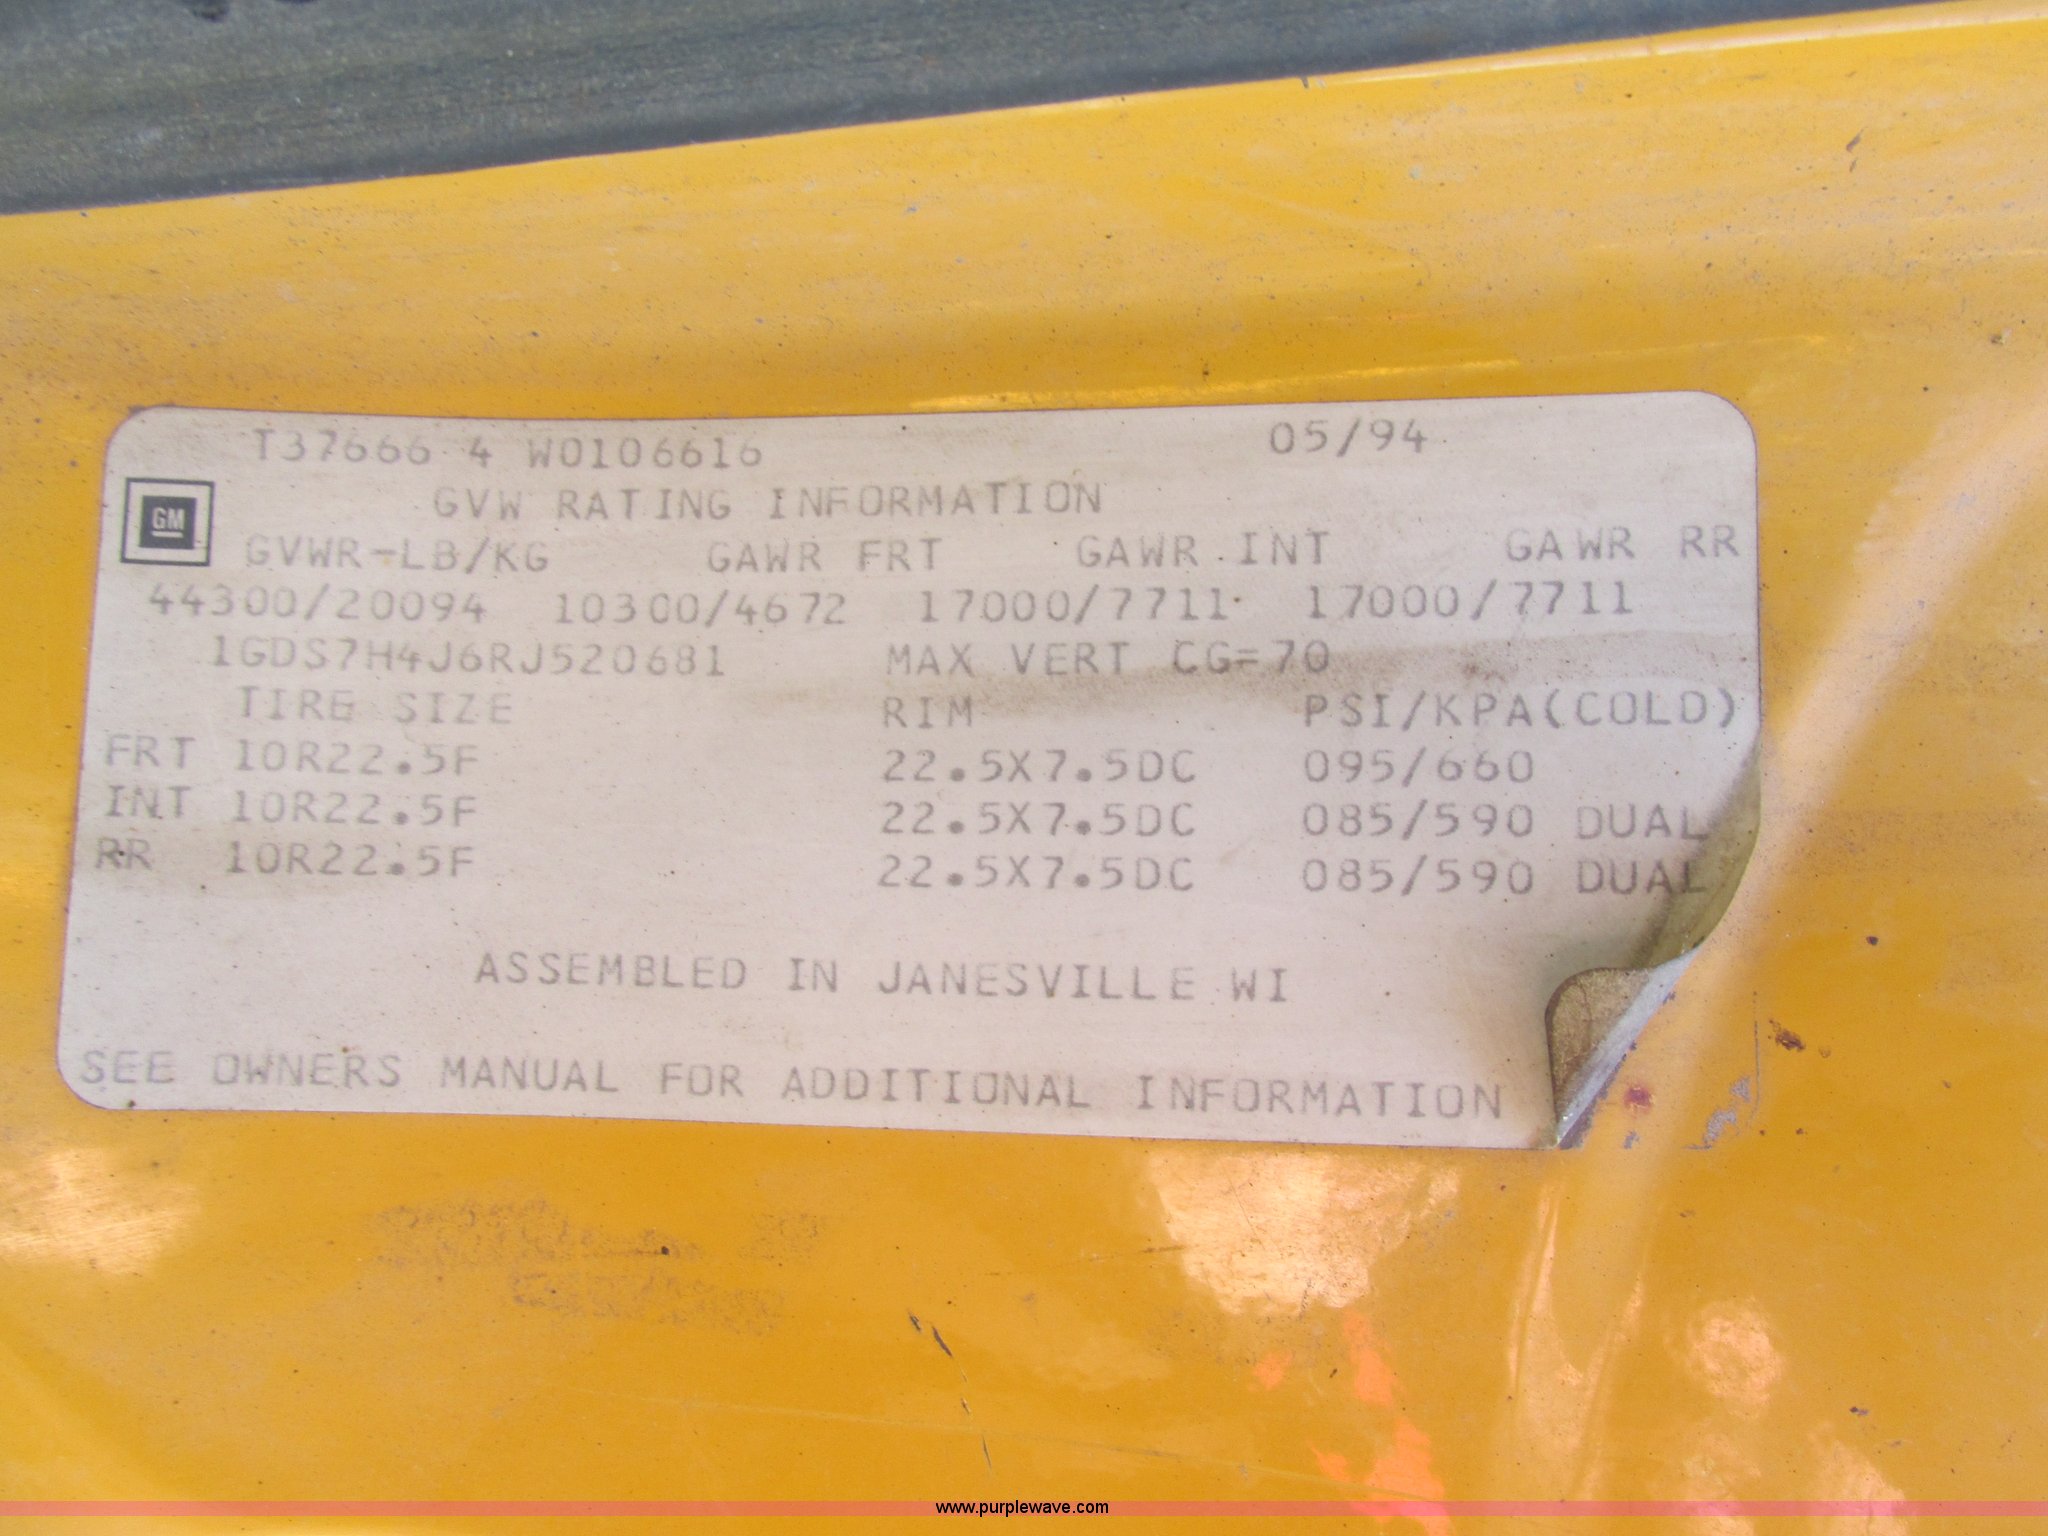 T37666 4 W0106616 05/94
GVW RATING INFORMATION
GM
GVWR-LB/KG GAWR FRT GAWR INT GAWR RR
44300/20094 10300/4672 17000/7711 17000/7711
1GDS7H4J6RJ520681 MAX VERT CG=70
TIRE SIZE RIM PSI/KPA(COLD)
FRT 10R22.5F 22.5X7.5DC 095/660
INT 10R22.5F 22.5X7.5DC 085/590 DUAL
RR 10R22.5F 22.5X7.5DC 085/590 DUAL
ASSEMBLED IN JANESVILLE WI
SEE OWNERS MANUAL FOR ADDITIONAL INFORMATION
www.purplewave.com